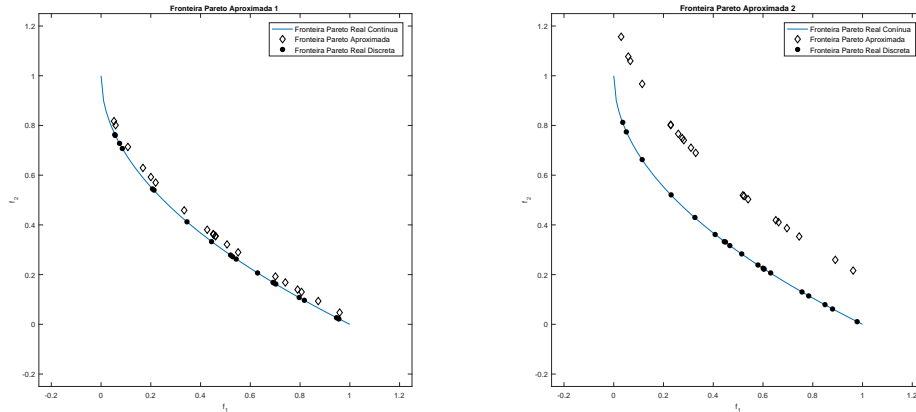 Fronteira Pareto Aproximada 1
Fronteira Pareto Real Contínua
Fronteira Pareto Aproximada
Fronteira Pareto Real Discreta
1.2
1
0.8
0.6
0.4
0.2
0
-0.2
f2
-0.2 0 0.2 0.4 0.6 0.8 1 1.2
f1
Fronteira Pareto Aproximada 2
Fronteira Pareto Real Contínua
Fronteira Pareto Aproximada
Fronteira Pareto Real Discreta
1.2
1
0.8
0.6
0.4
0.2
0
-0.2
f2
-0.2 0 0.2 0.4 0.6 0.8 1 1.2
f1